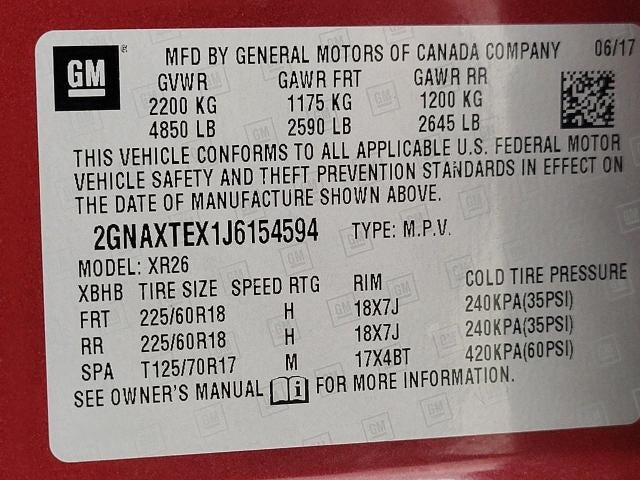 GM MFD BY GENERAL MOTORS OF CANADA COMPANY 06/17
GVWR GAWR FRT GAWR RR
2200 KG 1175 KG 1200 KG
4850 LB 2590 LB 2645 LB
THIS VEHICLE CONFORMS TO ALL APPLICABLE U.S. FEDERAL MOTOR
VEHICLE SAFETY AND THEFT PREVENTION STANDARDS IN EFFECT ON
THE DATE OF MANUFACTURE SHOWN ABOVE.
2GNAXTEX1J6154594 TYPE: M.P.V.
MODEL: XR26
XBHB TIRE SIZE SPEED RTG RIM COLD TIRE PRESSURE
FRT 225/60R18 H 18X7J 240KPA(35PSI)
RR 225/60R18 H 18X7J 240KPA(35PSI)
SPA T125/70R17 M 17X4BT 420KPA(60PSI)
SEE OWNER'S MANUAL i FOR MORE INFORMATION.